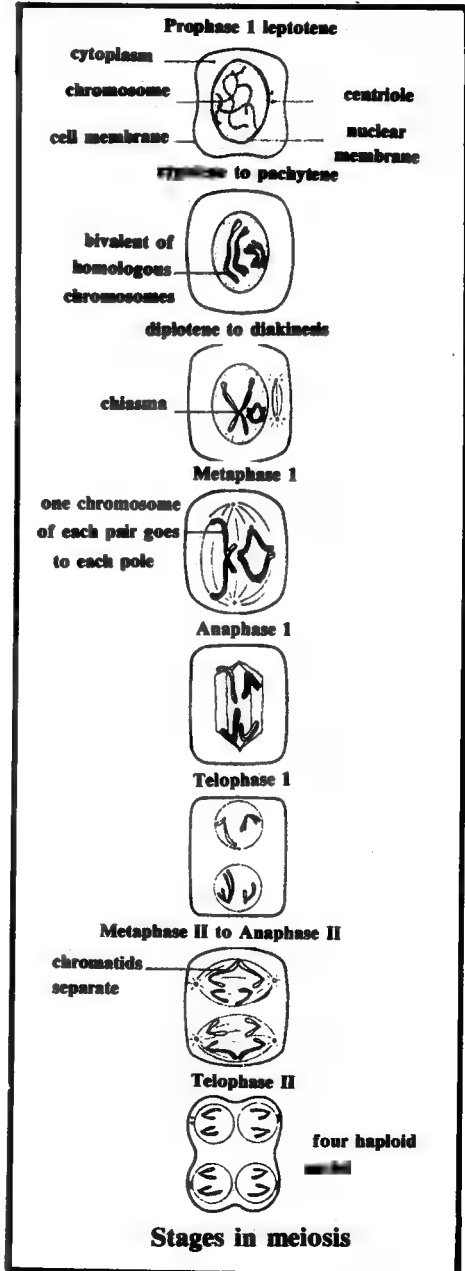 Prophase 1 leptotene
cytoplasm
chromosome
centriole
cell membrane
nuclear
membrane
to pachytene
bivalent of
homologous
chromosomes
diplotene to diakinesis
chiasma
Metaphase 1
one chromosome
of each pair goes
to each pole
Anaphase 1
Telophase 1
Metaphase II to Anaphase II
chromatids
separate
Telophase II
four haploid
Stages in meiosis